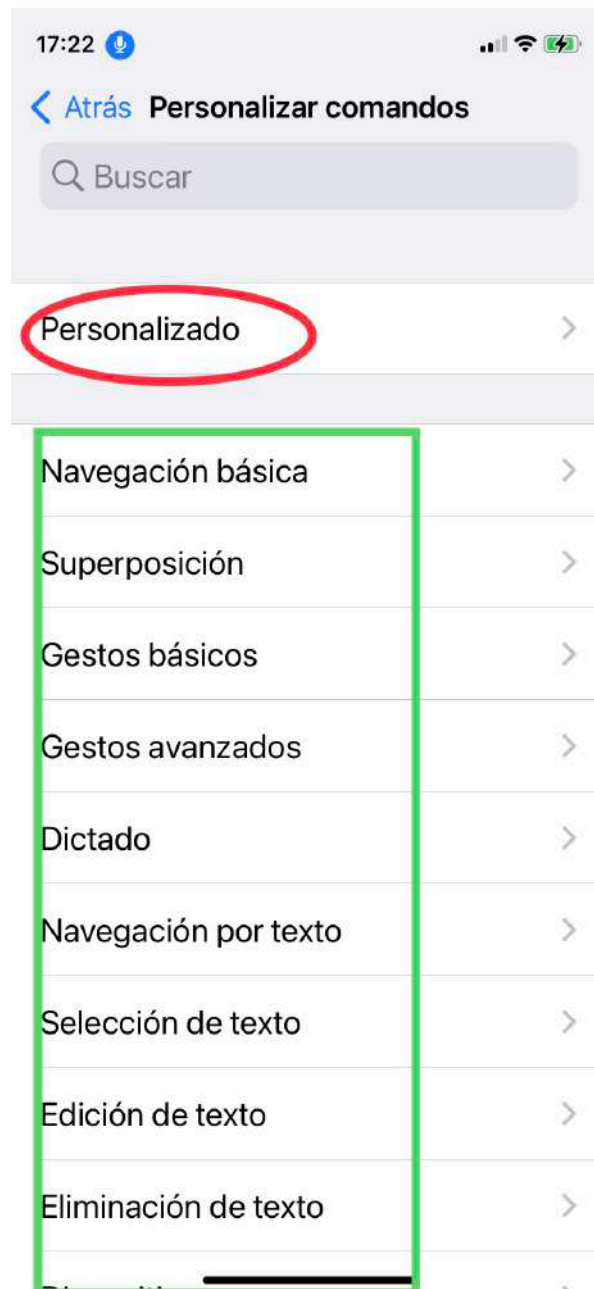 17:22
Atrás Personalizar comandos
Buscar
Personalizado
Navegación básica
Superposición
Gestos básicos
Gestos avanzados
Dictado
Navegación por texto
Selección de texto
Edición de texto
Eliminación de texto